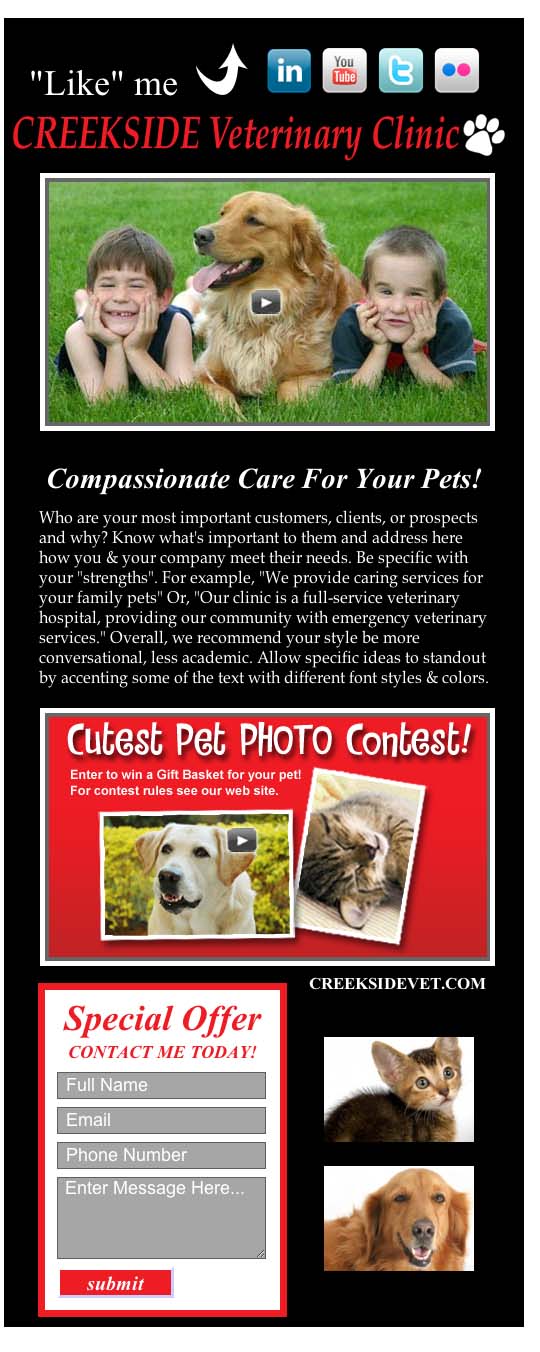 "Like" me
in
You
Tube
t
CREEKSIDE Veterinary Clinic
Compassionate Care For Your Pets!
Who are your most important customers, clients, or prospects
and why? Know what's important to them and address here
how you & your company meet their needs. Be specific with
your "strengths". For example, "We provide caring services for
your family pets" Or, "Our clinic is a full-service veterinary
hospital, providing our community with emergency veterinary
services." Overall, we recommend your style be more
conversational, less academic. Allow specific ideas to standout
by accenting some of the text with different font styles & colors.
Cutest Pet PHOTO Contest!
Enter to win a Gift Basket for your pet!
For contest rules see our web site.
CREEKSIDEVET.COM
Special Offer
CONTACT ME TODAY!
Full Name
Email
Phone Number
Enter Message Here...
submit